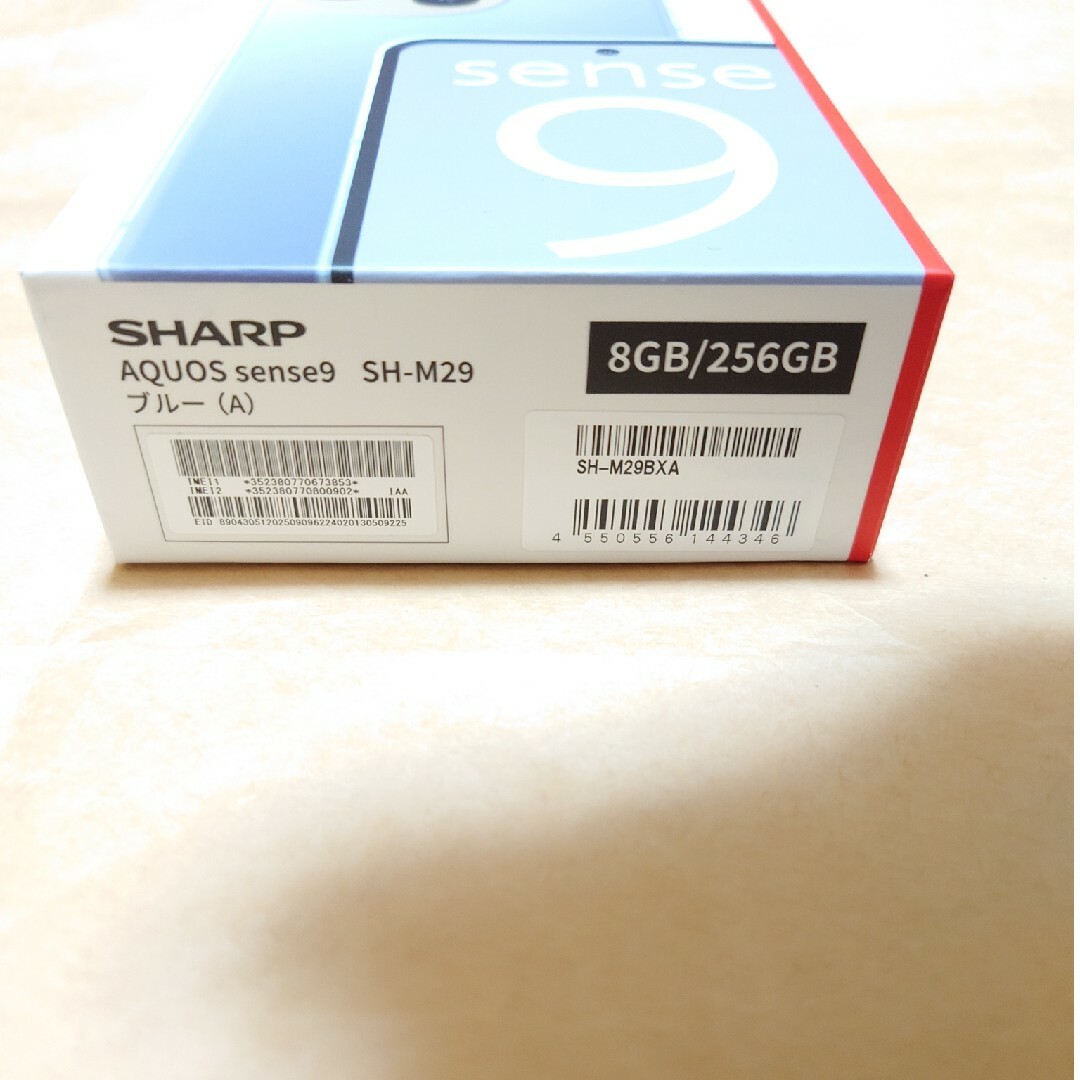 sense
9
SHARP
8GB/256GB
AQUOS sense9 SH-M29
ブルー（A）
IMEI1 *352380770673853*
IMEI2 *352380770800902* IAA
EID 89043051202509096224020130509225
SH-M29BXA
4 550556 144346